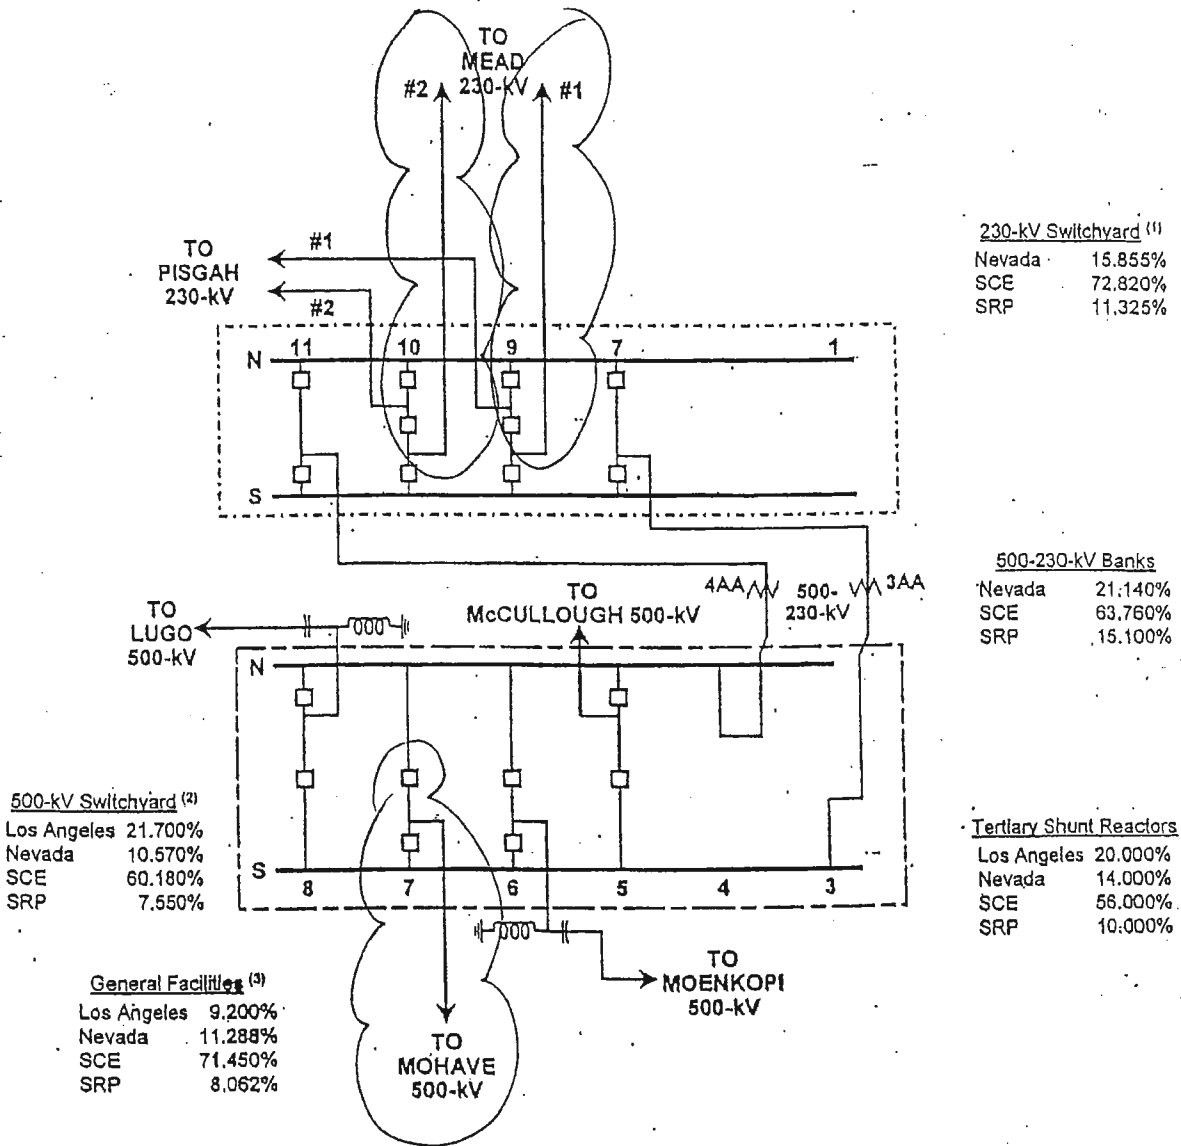 TO
MEAD
230-kV
#2
#1
TO
PISGAH
230-kV
#1
#2
230-kV Switchyard (1)
Nevada 15.855%
SCE 72.820%
SRP 11.325%
11 10 9 7 1
N
S
4AA
500-
230-kV
3AA
500-230-kV Banks
Nevada 21.140%
SCE 63.760%
SRP 15.100%
TO
LUGO
500-kV
TO
McCULLOUGH 500-kV
N
S
8 7 6 5 4 3
500-kV Switchyard (2)
Los Angeles 21.700%
Nevada 10.570%
SCE 60.180%
SRP 7.550%
Tertiary Shunt Reactors
Los Angeles 20.000%
Nevada 14.000%
SCE 56.000%
SRP 10.000%
General Facilities (3)
Los Angeles 9.200%
Nevada 11.288%
SCE 71.450%
SRP 8.062%
TO
MOHAVE
500-kV
TO
MOENKOPI
500-kV